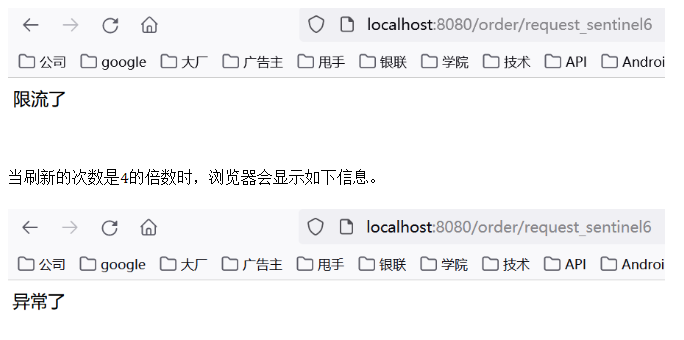 localhost:8080/order/request_sentinel6
公司 google 大厂 广告主 甩手 银联 学院 技术 API Androi
限流了
当刷新的次数是4的倍数时，浏览器会显示如下信息。
localhost:8080/order/request_sentinel6
公司 google 大厂 广告主 甩手 银联 学院 技术 API Androi
异常了